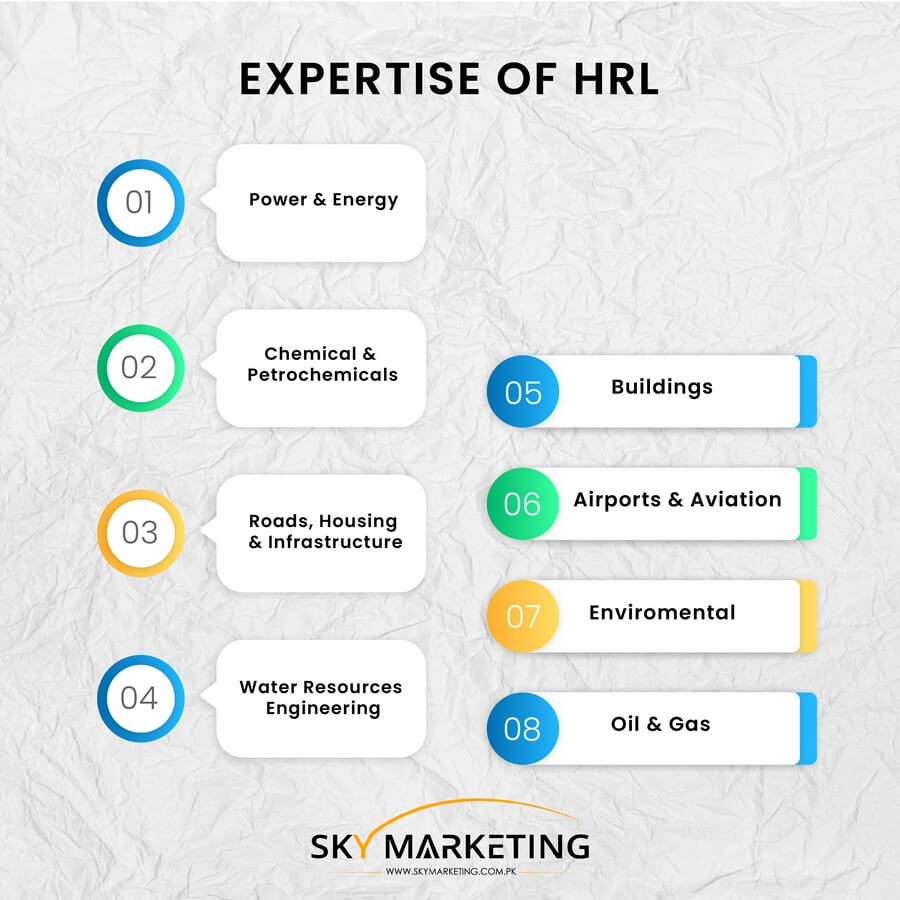 EXPERTISE OF HRL
01
Power & Energy
02
Chemical &
Petrochemicals
03
Roads, Housing
& Infrastructure
04
Water Resources
Engineering
05
Buildings
06
Airports & Aviation
07
Enviromental
08
Oil & Gas
SKY MARKETING
WWW.SKYMARKETING.COM.PK